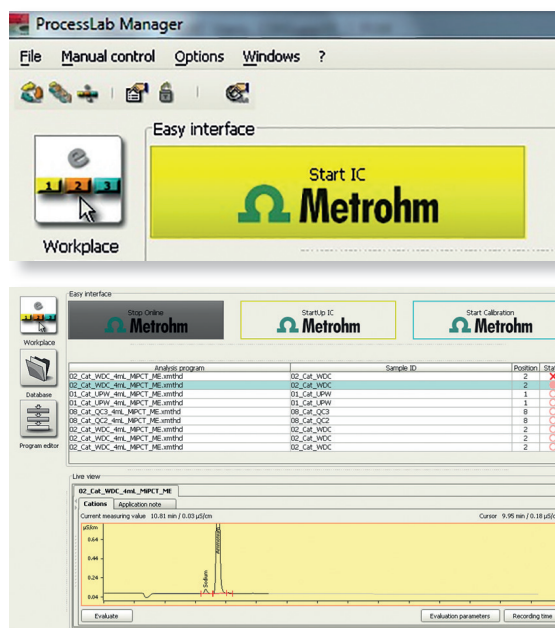 ProcessLab Manager
File Manual control Options Windows ?
Easy interface
Workplace
Start IC
Metrohm
Easy interface
Workplace
Database
Program editor
Stop Online
Metrohm
StartUp IC
Metrohm
Start Calibration
Metrohm
Analysis program Sample ID Position Sta
02_Cat_WDC_4mL_MiPCT_ME.xmthd 02_Cat_WDC 2
02_Cat_WDC_4mL_MiPCT_ME.xmthd 02_Cat_WDC 2
01_Cat_UPW_4mL_MiPCT_ME.xmthd 01_Cat_UPW 1
01_Cat_UPW_4mL_MiPCT_ME.xmthd 01_Cat_UPW 1
08_Cat_QC3_4mL_MiPCT_ME.xmthd 08_Cat_QC3 8
08_Cat_QC2_4mL_MiPCT_ME.xmthd 08_Cat_QC2 8
02_Cat_WDC_4mL_MiPCT_ME.xmthd 02_Cat_WDC 2
02_Cat_WDC_4mL_MiPCT_ME.xmthd 02_Cat_WDC 2
02_Cat_WDC_4mL_MiPCT_ME.xmthd 02_Cat_WDC 2
Live view
02_Cat_WDC_4mL_MiPCT_ME
Cations Application note
Current measuring value 10.81 min / 0.03 µS/cm Cursor 9.95 min / 0.18 µS/c
µS/cm
0.64
0.44
0.24
0.04
Sodium
Ammonium
Evaluate Evaluation parameters Recording time